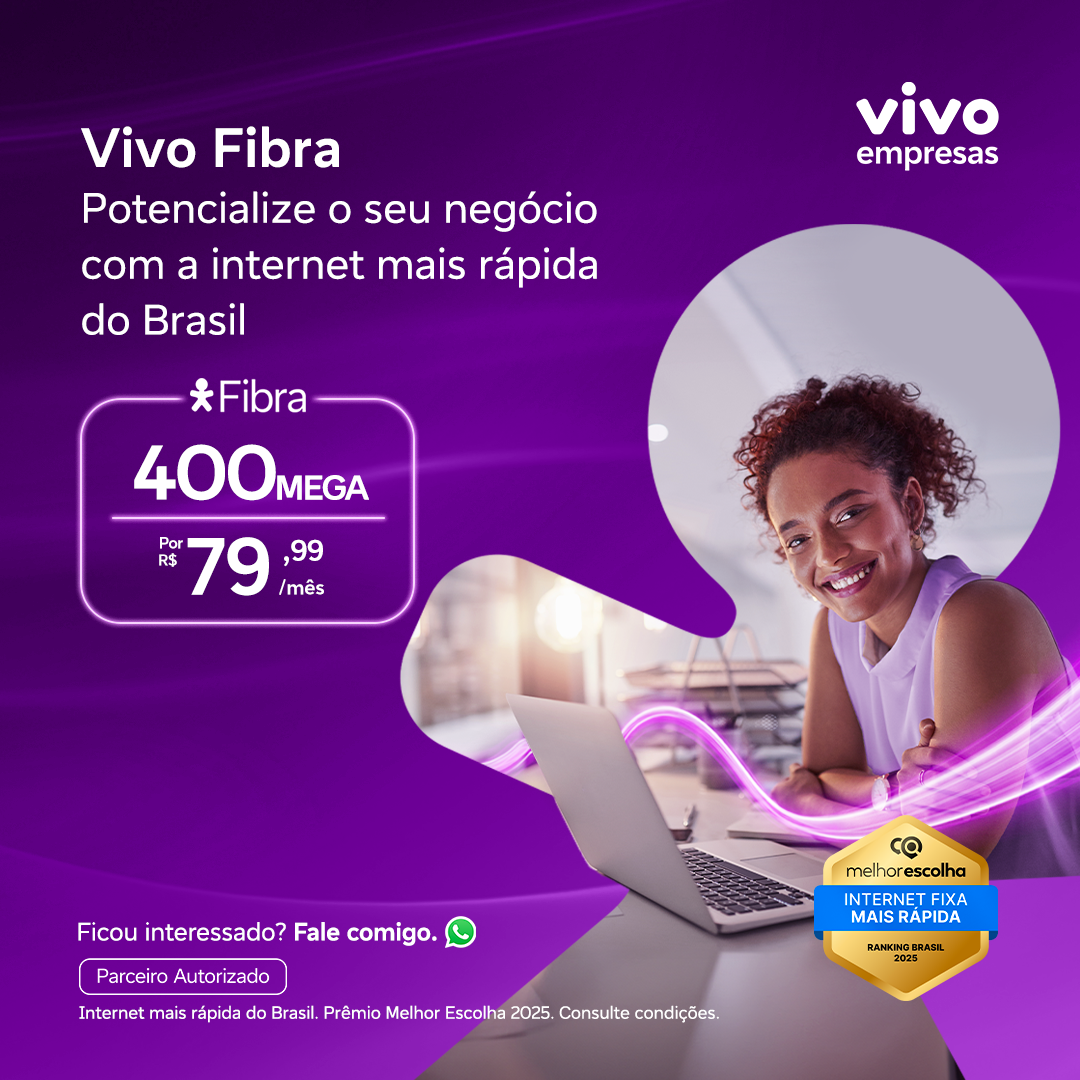 vivo
empresas
Vivo Fibra
Potencialize o seu negócio
com a internet mais rápida
do Brasil
Fibra
400MEGA
Por
R$ 79,99
/mês
melhorescolha
INTERNET FIXA
MAIS RÁPIDA
RANKING BRASIL
2025
Ficou interessado? Fale comigo.
Parceiro Autorizado
Internet mais rápida do Brasil. Prêmio Melhor Escolha 2025. Consulte condições.